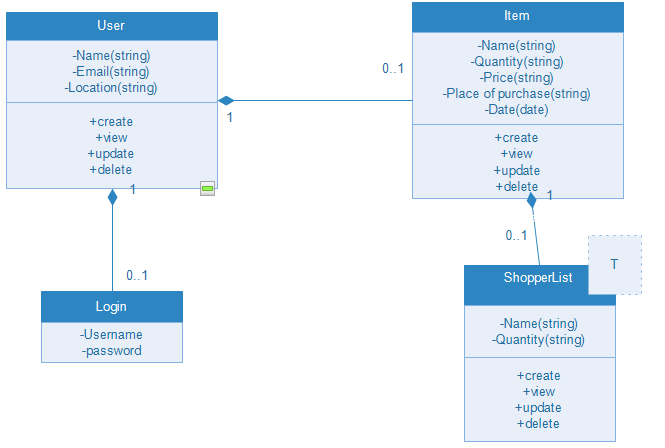 User
-Name(string)
-Email(string)
-Location(string)
+create
+view
+update
+delete
1
0..1
1
0..1
Item
-Name(string)
-Quantity(string)
-Price(string)
-Place of purchase(string)
-Date(date)
+create
+view
+update
+delete
1
0..1
Login
-Username
-password
T
ShopperList
-Name(string)
-Quantity(string)
+create
+view
+update
+delete